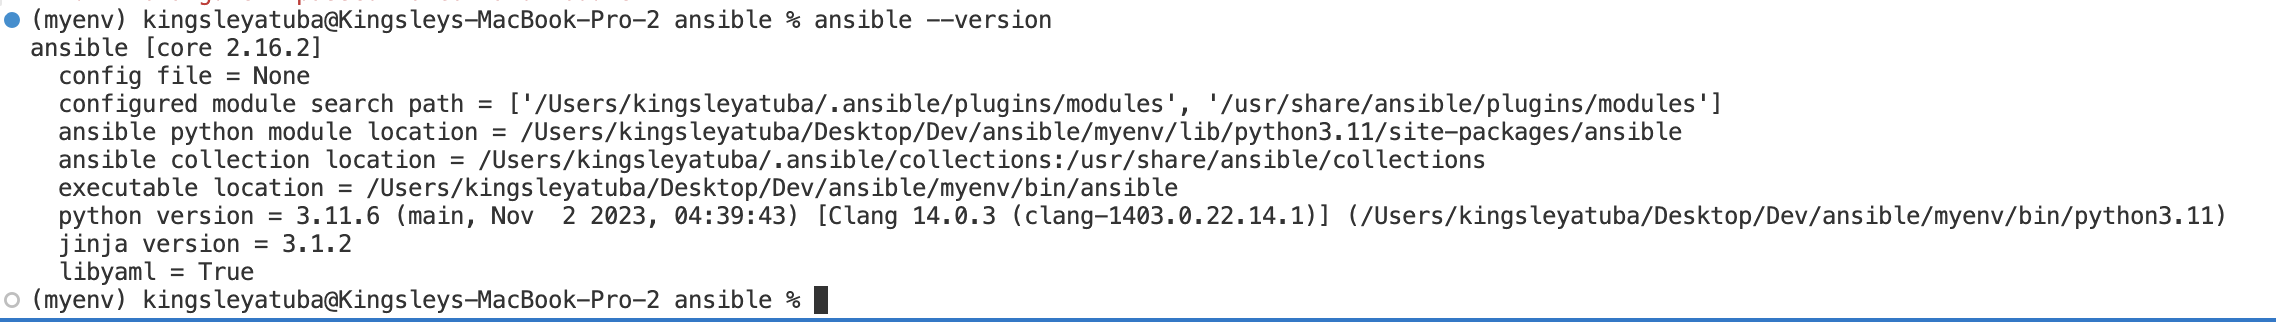 (myenv) kingsleyatuba@Kingsleys-MacBook-Pro-2 ansible % ansible --version
ansible [core 2.16.2]
  config file = None
  configured module search path = ['/Users/kingsleyatuba/.ansible/plugins/modules', '/usr/share/ansible/plugins/modules']
  ansible python module location = /Users/kingsleyatuba/Desktop/Dev/ansible/myenv/lib/python3.11/site-packages/ansible
  ansible collection location = /Users/kingsleyatuba/.ansible/collections:/usr/share/ansible/collections
  executable location = /Users/kingsleyatuba/Desktop/Dev/ansible/myenv/bin/ansible
  python version = 3.11.6 (main, Nov  2 2023, 04:39:43) [Clang 14.0.3 (clang-1403.0.22.14.1)] (/Users/kingsleyatuba/Desktop/Dev/ansible/myenv/bin/python3.11)
  jinja version = 3.1.2
  libyaml = True
(myenv) kingsleyatuba@Kingsleys-MacBook-Pro-2 ansible %